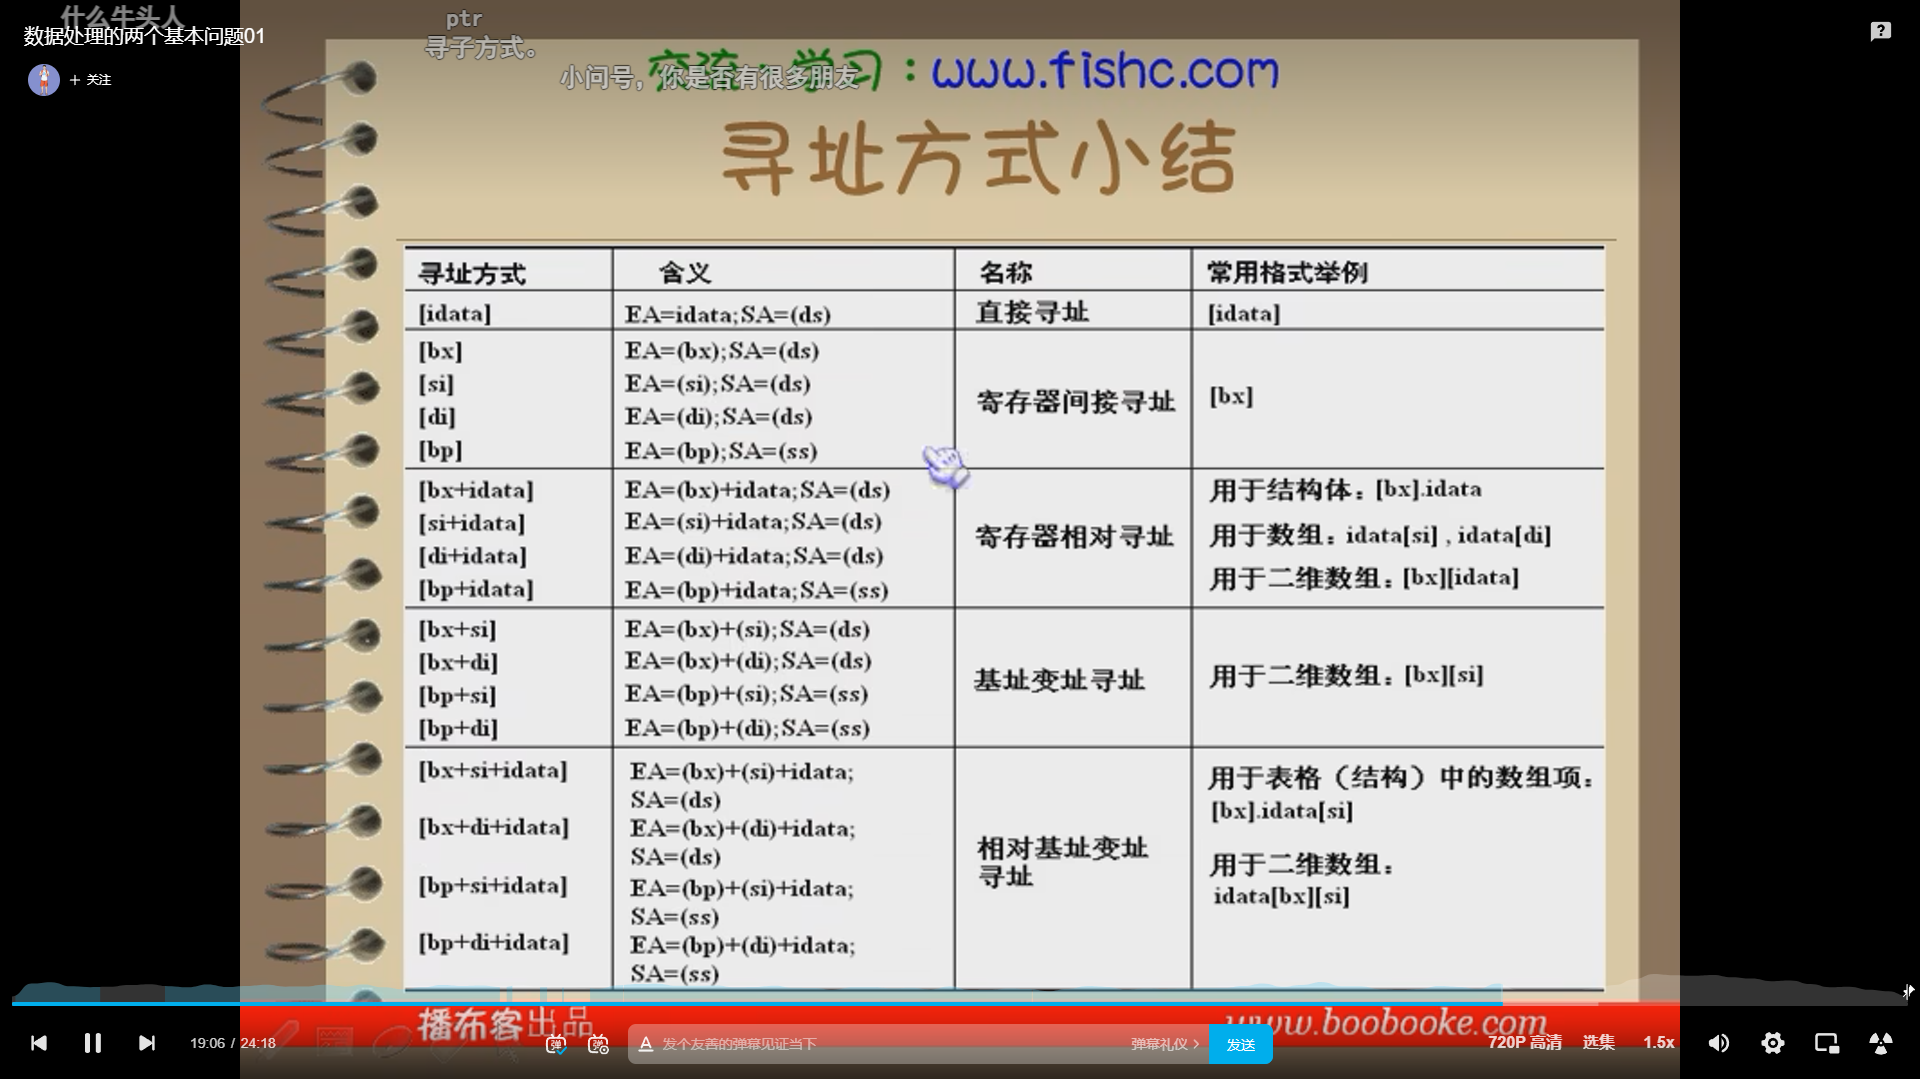 什么牛头人
数据处理的两个基本问题01
+ 关注
ptr
寻子方式。
小问号，你是否有很多朋友
交流 学习：www.fishc.com
寻址方式小结
寻址方式 含义 名称 常用格式举例
[idata] EA=idata;SA=(ds) 直接寻址 [idata]
[bx] EA=(bx);SA=(ds)
[si] EA=(si);SA=(ds)
[di] EA=(di);SA=(ds)
[bp] EA=(bp);SA=(ss)
寄存器间接寻址 [bx]
[bx+idata] EA=(bx)+idata;SA=(ds)
[si+idata] EA=(si)+idata;SA=(ds)
[di+idata] EA=(di)+idata;SA=(ds)
[bp+idata] EA=(bp)+idata;SA=(ss)
寄存器相对寻址
用于结构体：[bx].idata
用于数组：idata[si] , idata[di]
用于二维数组：[bx][idata]
[bx+si] EA=(bx)+(si);SA=(ds)
[bx+di] EA=(bx)+(di);SA=(ds)
[bp+si] EA=(bp)+(si);SA=(ss)
[bp+di] EA=(bp)+(di);SA=(ss)
基址变址寻址 用于二维数组：[bx][si]
[bx+si+idata] EA=(bx)+(si)+idata;
SA=(ds)
[bx+di+idata] EA=(bx)+(di)+idata;
SA=(ds)
[bp+si+idata] EA=(bp)+(si)+idata;
SA=(ss)
[bp+di+idata] EA=(bp)+(di)+idata;
SA=(ss)
相对基址变址
寻址
用于表格（结构）中的数组项：
[bx].idata[si]
用于二维数组：
idata[bx][si]
播布客出品 www.boobooke.com
19:06 / 24:18 弹 弹 A 发个友善的弹幕见证当下 弹幕礼仪 > 发送 720P 高清 选集 1.5x